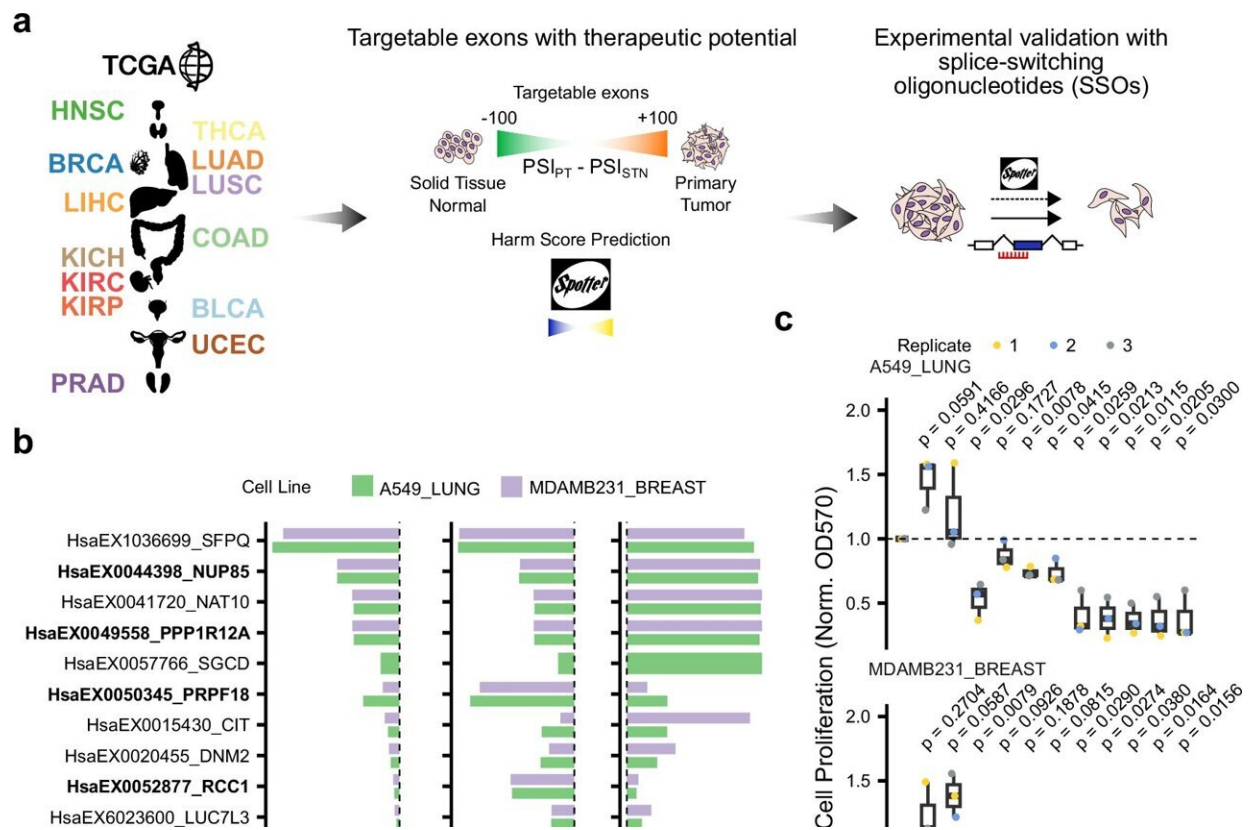 a
TCGA
HNSC
THCA
BRCA
LUAD
LUSC
LIHC
COAD
KICH
KIRC
KIRP
BLCA
UCEC
PRAD
Targetable exons with therapeutic potential
Targetable exons
-100
+100
PSIPT - PSISTN
Solid Tissue
Normal
Primary
Tumor
Harm Score Prediction
Spotter
Experimental validation with
splice-switching
oligonucleotides (SSOs)
Spotter
b
Cell Line
A549_LUNG
MDAMB231_BREAST
HsaEX1036699_SFPQ
HsaEX0044398_NUP85
HsaEX0041720_NAT10
HsaEX0049558_PPP1R12A
HsaEX0057766_SGCD
HsaEX0050345_PRPF18
HsaEX0015430_CIT
HsaEX0020455_DNM2
HsaEX0052877_RCC1
HsaEX6023600_LUC7L3
c
Replicate 1 2 3
A549_LUNG
p = 0.0591
p = 0.4166
p = 0.0296
p = 0.1727
p = 0.0078
p = 0.0415
p = 0.0259
p = 0.0213
p = 0.0115
p = 0.0205
p = 0.0300
2.0
1.5
1.0
0.5
Cell Proliferation (Norm. OD570)
MDAMB231_BREAST
p = 0.2704
p = 0.0587
p = 0.0079
p = 0.0926
p = 0.1878
p = 0.0815
p = 0.0290
p = 0.0274
p = 0.0380
p = 0.0164
p = 0.0156
2.0
1.5